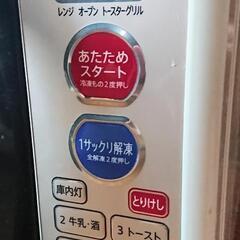 レンジ オーブン トースターグリル
あたため
スタート
冷凍もの2度押し
1サックリ解凍
全解凍2度押し
庫内灯
とりけし
2 牛乳・酒
3 トースト